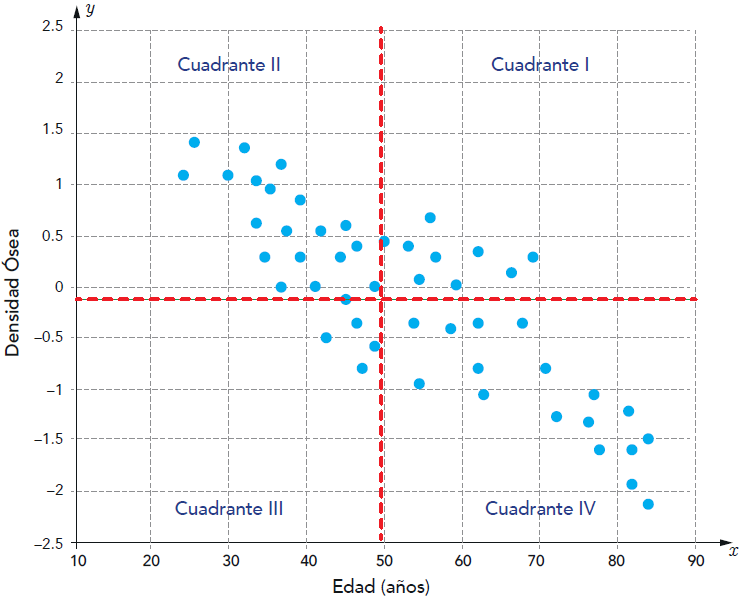 y
2.5
Cuadrante II Cuadrante I
2
1.5
1
0.5
0
−0.5
−1
−1.5
−2
Cuadrante III Cuadrante IV
−2.5
Densidad Ósea
10 20 30 40 50 60 70 80 90 x
Edad (años)